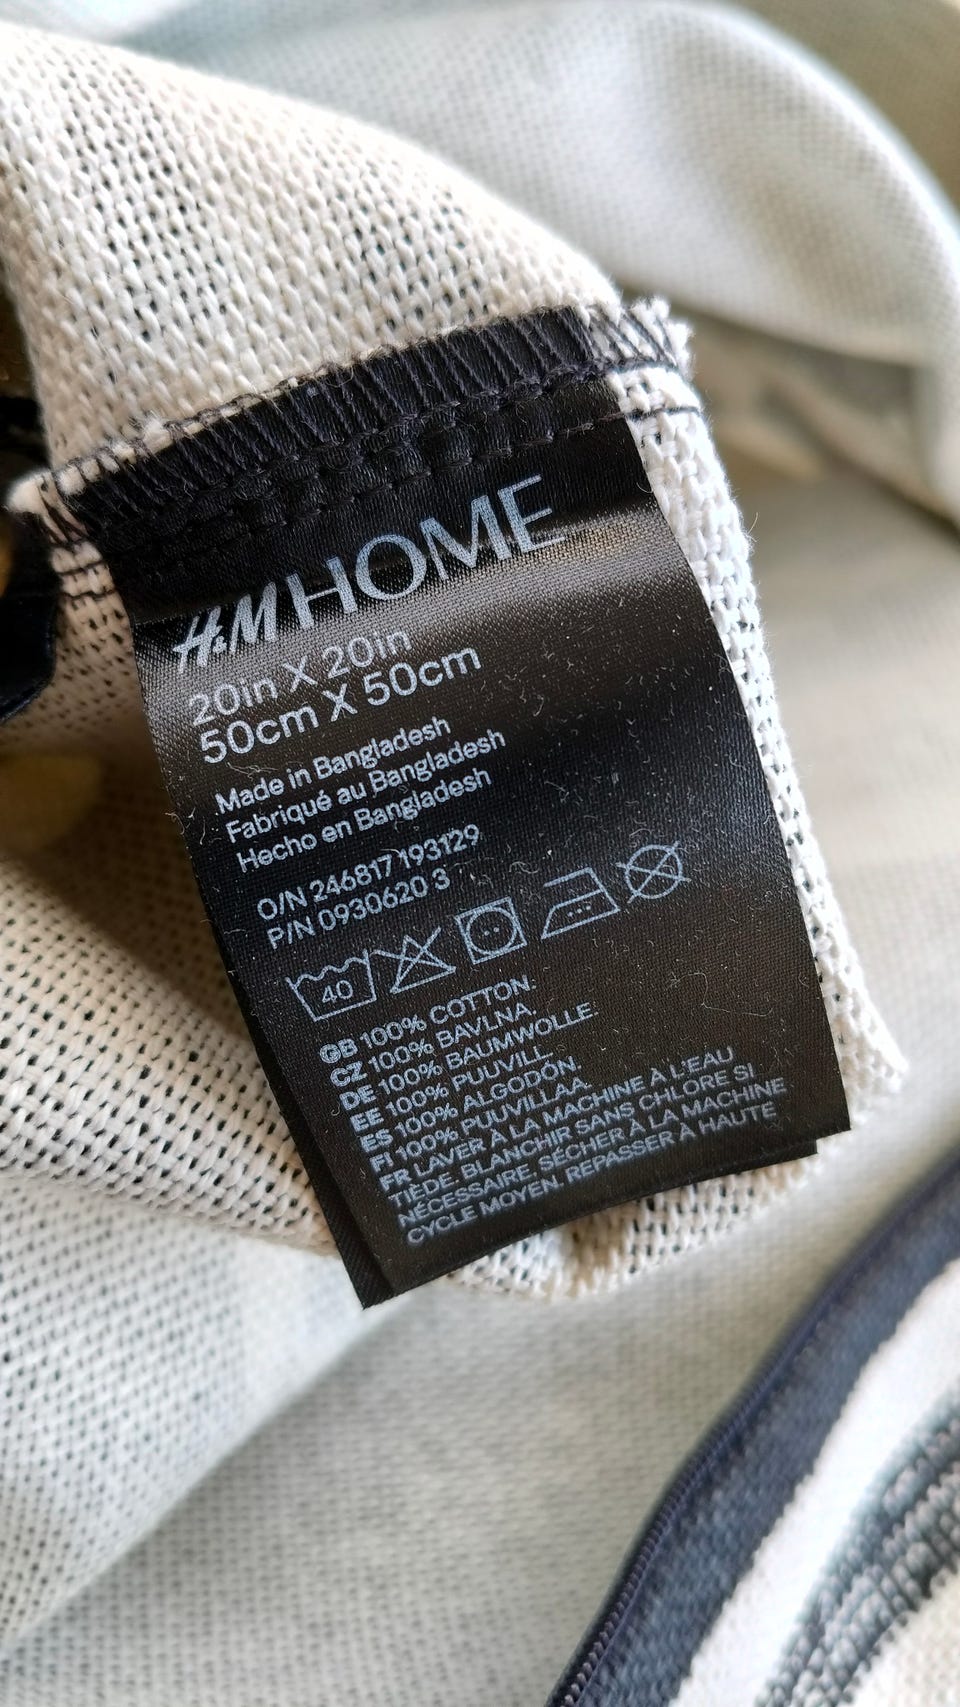 H&M HOME
20in X 20in
50cm X 50cm
Made in Bangladesh
Fabriqué au Bangladesh
Hecho en Bangladesh
O/N 246817 193129
P/N 0930620 3
40
GB 100% COTTON.
CZ 100% BAVLNA.
DE 100% BAUMWOLLE.
EE 100% PUUVILL.
ES 100% ALGODÓN.
FI 100% PUUVILLAA.
FR LAVER À LA MACHINE À L'EAU
TIÈDE. BLANCHIR SANS CHLORE SI
NÉCESSAIRE, SÉCHER À LA MACHINE
CYCLE MOYEN. REPASSER À HAUTE